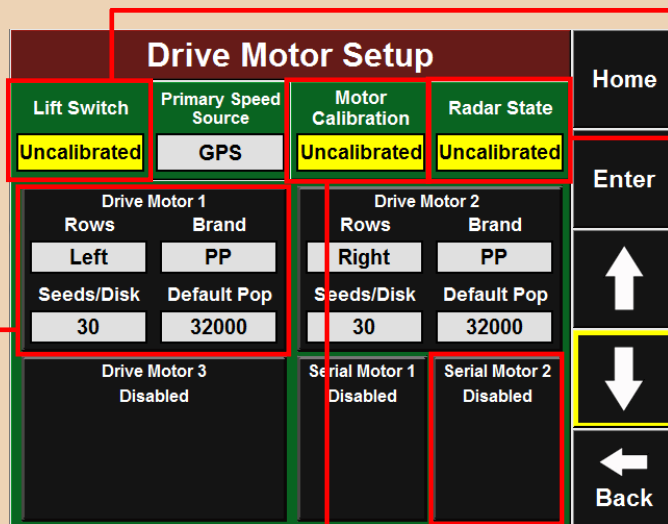 Drive Motor Setup
Home
Lift Switch
Uncalibrated
Primary Speed
Source
GPS
Motor
Calibration
Uncalibrated
Radar State
Uncalibrated
Enter
Drive Motor 1
Rows Brand
Left PP
Seeds/Disk Default Pop
30 32000
Drive Motor 2
Rows Brand
Right PP
Seeds/Disk Default Pop
30 32000
Drive Motor 3
Disabled
Serial Motor 1
Disabled
Serial Motor 2
Disabled
Back